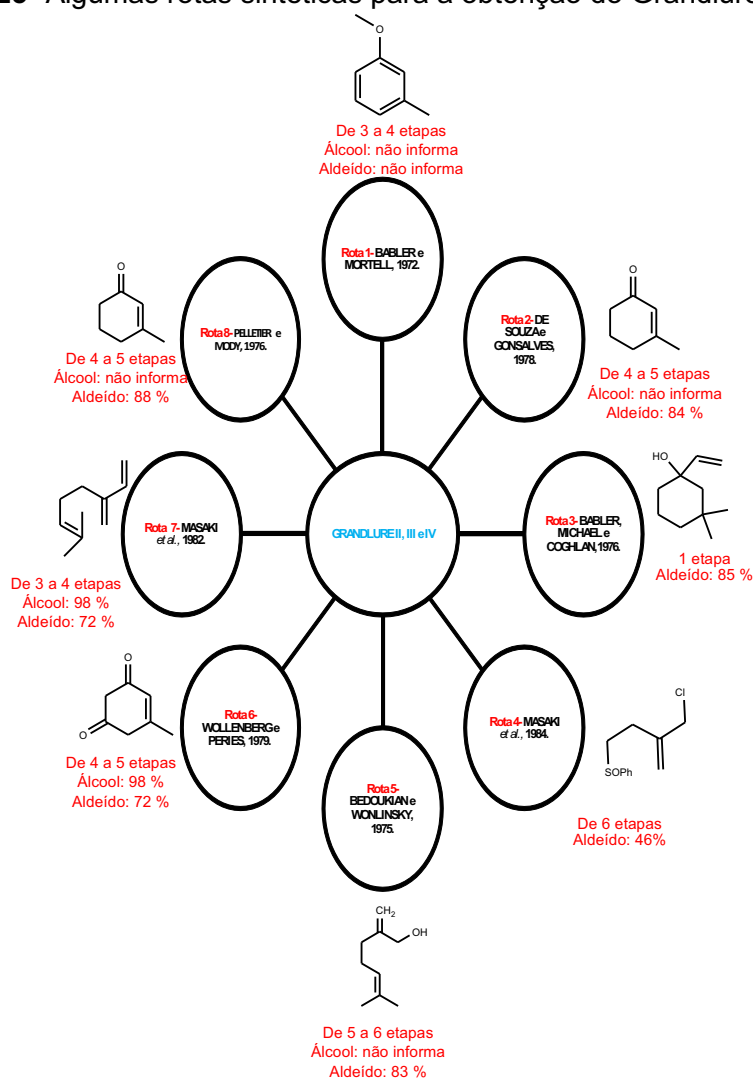 Algumas rotas sintéticas para a obtenção do Grandlure
O
De 3 a 4 etapas
Álcool: não informa
Aldeído: não informa
Rota 1- BABLER e
MORTELL, 1972.
O
De 4 a 5 etapas
Álcool: não informa
Aldeído: 88 %
Rota 8- PELLETIER e
MODY, 1976.
Rota 2- DE
SOUZA e
GONSALVES,
1978.
O
De 4 a 5 etapas
Álcool: não informa
Aldeído: 84 %
De 3 a 4 etapas
Álcool: 98 %
Aldeído: 72 %
Rota 7- MASAKI
et al., 1982.
GRANDLURE II, III e IV
Rota 3- BABLER,
MICHAEL e
COGHLAN, 1976.
HO
1 etapa
Aldeído: 85 %
O
O
De 4 a 5 etapas
Álcool: 98 %
Aldeído: 72 %
Rota 6-
WOLLENBERG e
PERIES, 1979.
Rota 5-
BEDOUKIAN e
WONLINSKY,
1975.
Rota 4- MASAKI
et al., 1984.
Cl
SOPh
De 6 etapas
Aldeído: 46%
CH2
OH
De 5 a 6 etapas
Álcool: não informa
Aldeído: 83 %